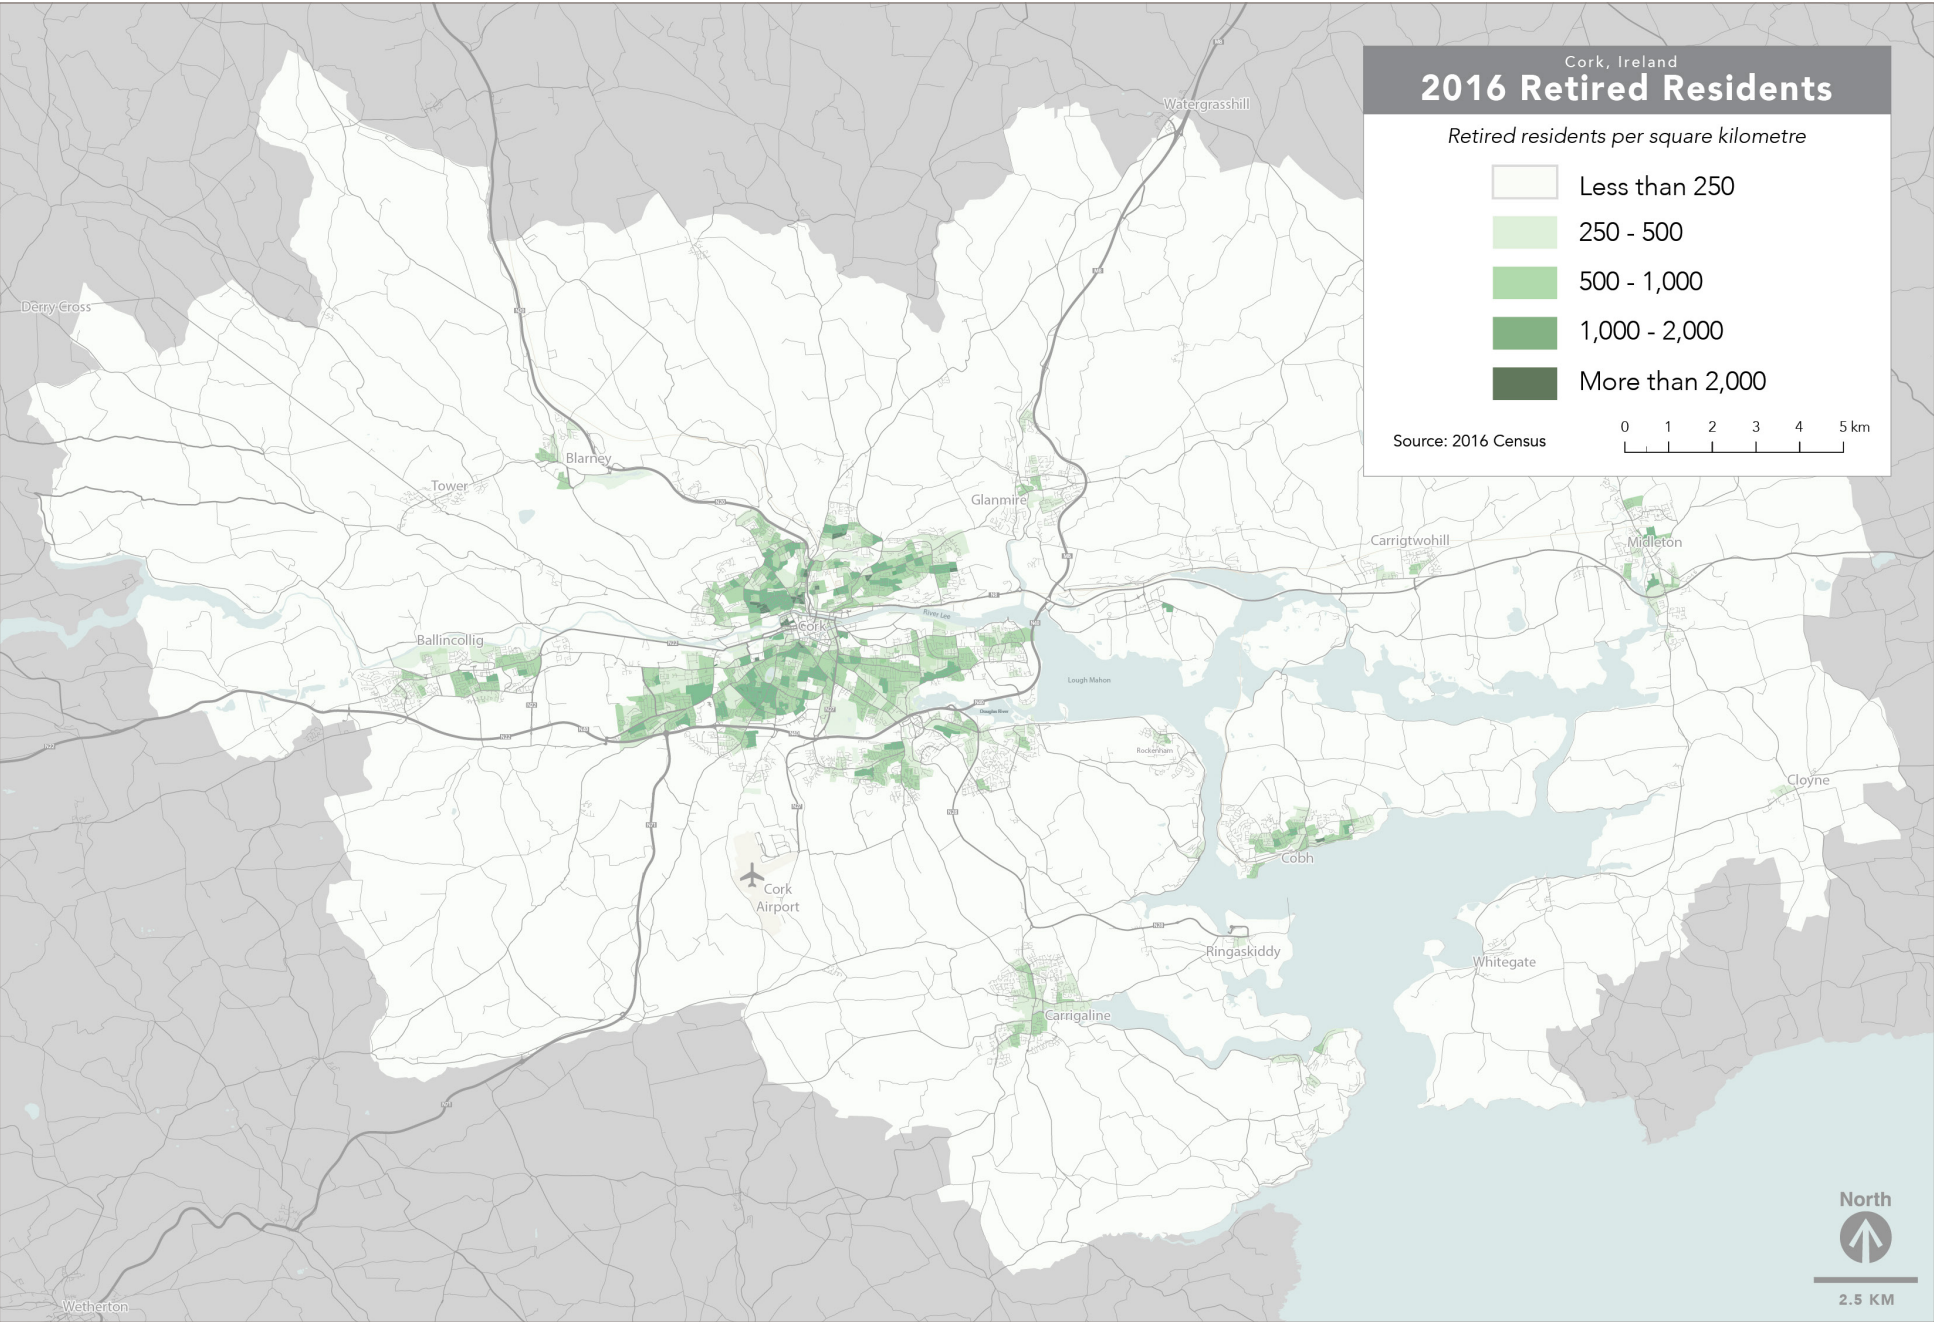 Cork, Ireland
2016 Retired Residents
Retired residents per square kilometre
Less than 250
250 - 500
500 - 1,000
1,000 - 2,000
More than 2,000
Source: 2016 Census
0 1 2 3 4 5 km
Watergrasshill
Derry Cross
Blarney
Tower
Glanmire
Carrigtwohill
Midleton
River Lee
Cork
Ballincollig
Lough Mahon
Douglas River
Rockenham
Cloyne
Cobh
Cork
Airport
Ringaskiddy
Whitegate
Carrigaline
North
2.5 KM
Wetherton